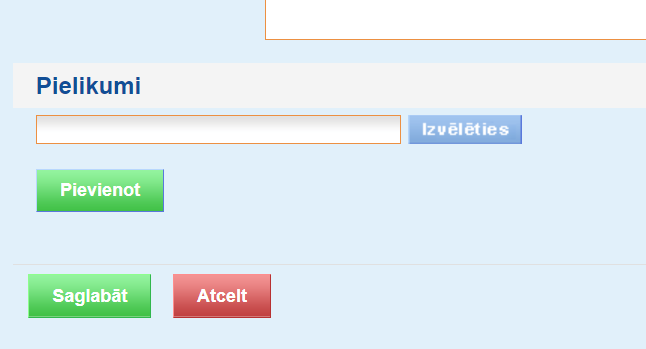 Pielikumi
Izvēlēties
Pievienot
Saglabāt Atcelt